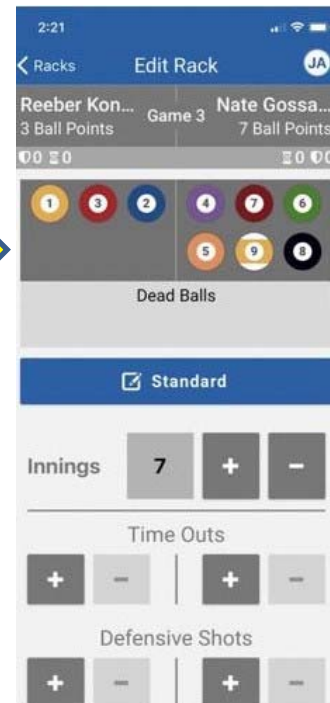 2:21
Racks Edit Rack JA
Reeber Kon... Game 3 Nate Gossa...
3 Ball Points 7 Ball Points
0 0 0 0
1 3 2 4 7 6
5 9 8
Dead Balls
Standard
Innings 7 + -
Time Outs
+ - + -
Defensive Shots
+ - + -